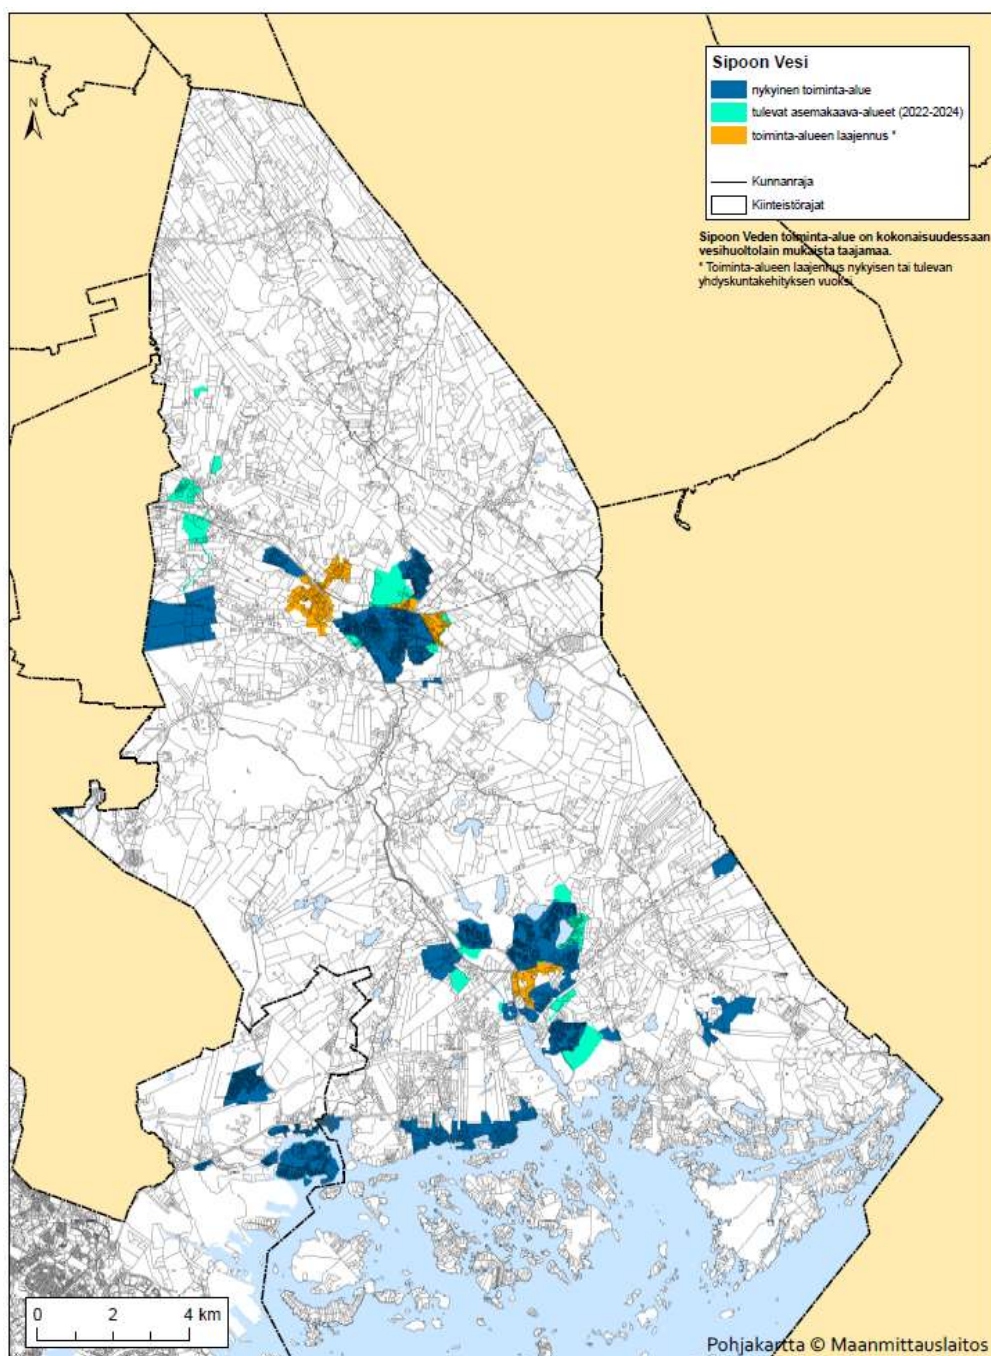 N
Sipoon Vesi
nykyinen toiminta-alue
tulevat asemakaava-alueet (2022-2024)
toiminta-alueen laajennus *
Kunnanraja
Kiinteistörajat
Sipoon Veden toiminta-alue on kokonaisuudessaan
vesihuoltolain mukaista taajamaa.
* Toiminta-alueen laajennus nykyisen tai tulevan
yhdyskuntakehityksen vuoksi.
0 2 4 km
Pohjakartta © Maanmittauslaitos